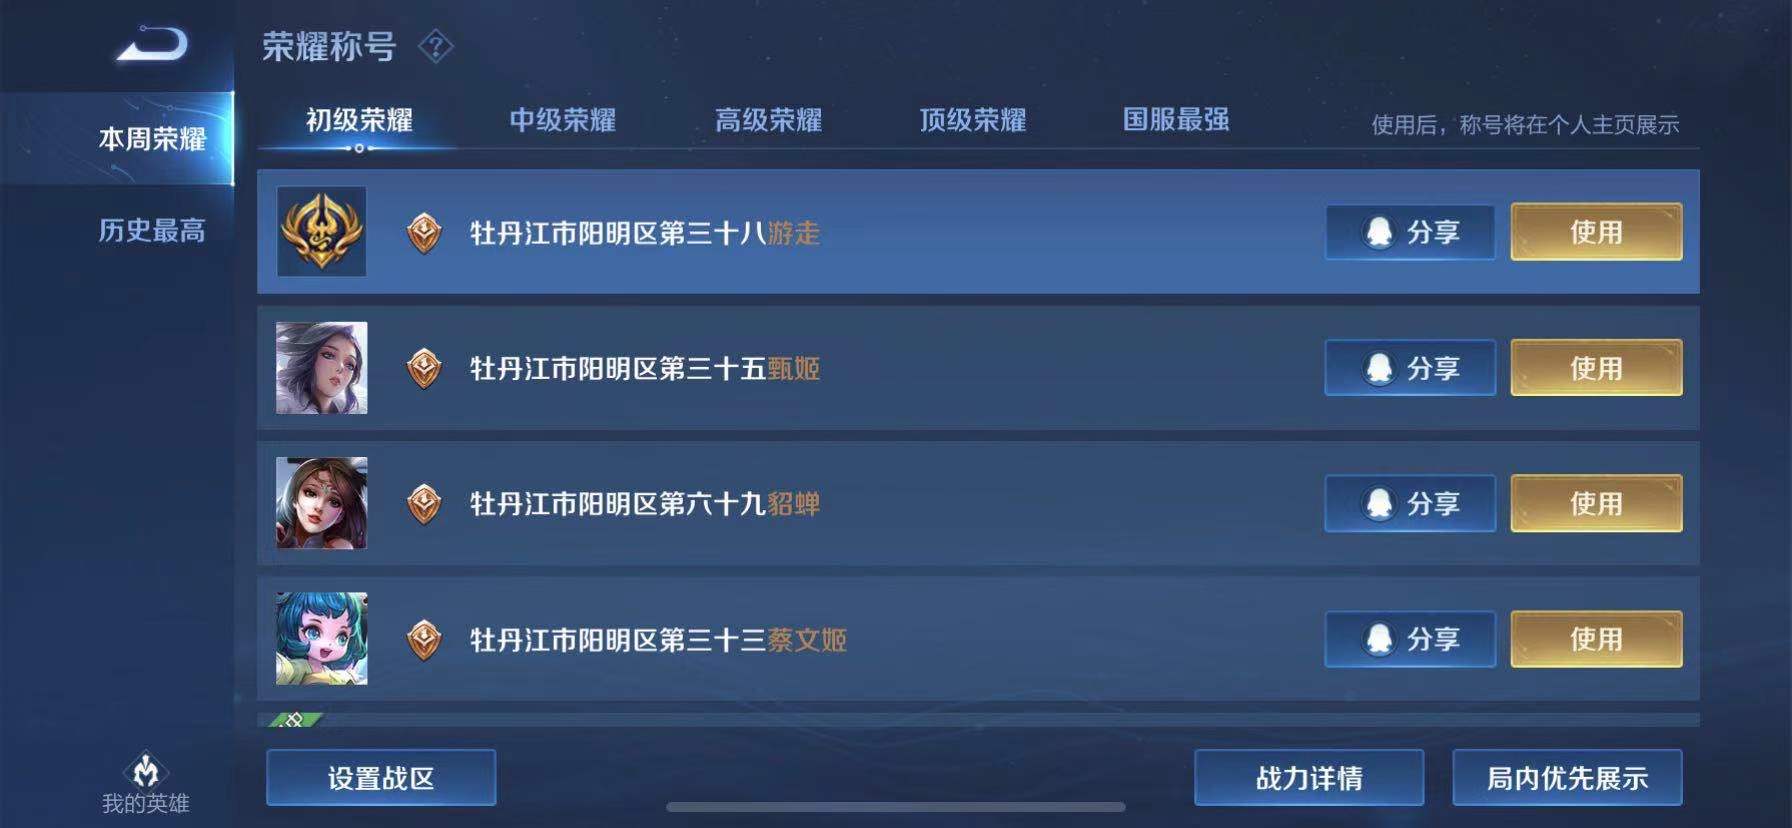 荣耀称号
本周荣耀
历史最高
初级荣耀
中级荣耀
高级荣耀
顶级荣耀
国服最强
使用后，称号将在个人主页展示
牡丹江市阳明区第三十八游走
分享
使用
牡丹江市阳明区第三十五甄姬
分享
使用
牡丹江市阳明区第六十九貂蝉
分享
使用
牡丹江市阳明区第三十三蔡文姬
分享
使用
我的英雄
设置战区
战力详情
局内优先展示